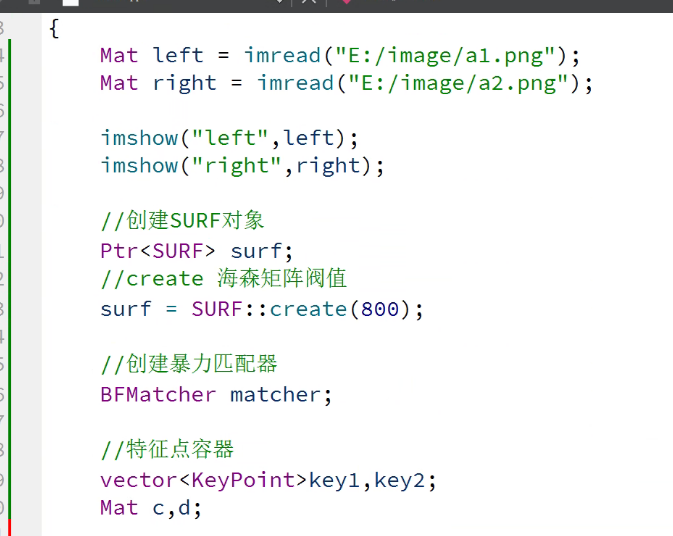 {
Mat left = imread("E:/image/a1.png");
Mat right = imread("E:/image/a2.png");
imshow("left",left);
imshow("right",right);
//创建SURF对象
Ptr<SURF> surf;
//create 海森矩阵阀值
surf = SURF::create(800);
//创建暴力匹配器
BFMatcher matcher;
//特征点容器
vector<KeyPoint>key1,key2;
Mat c,d;